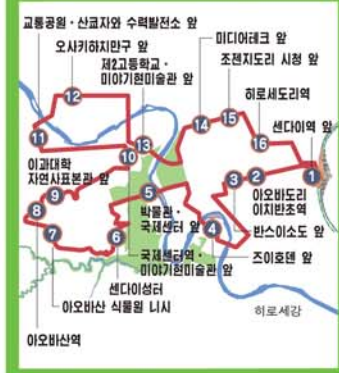 교통공원・산쿄자와 수력발전소 앞
오사키하치만구 앞
제2고등학교・
미야기현미술관 앞
미디어테크 앞
조젠지도리 시청 앞
히로세도리역
센다이역 앞
12
13
14
15
16
11
10
1
이과대학
자연사표본관 앞
9
8
7
6
5
4
3
2
박물관・
국제센터 앞
아오바도리
이치반초역
반스이소도 앞
즈이호덴 앞
국제센터역・
미야기현미술관 앞
센다이성터
아오바산 식물원 니시
아오바산역
히로세강